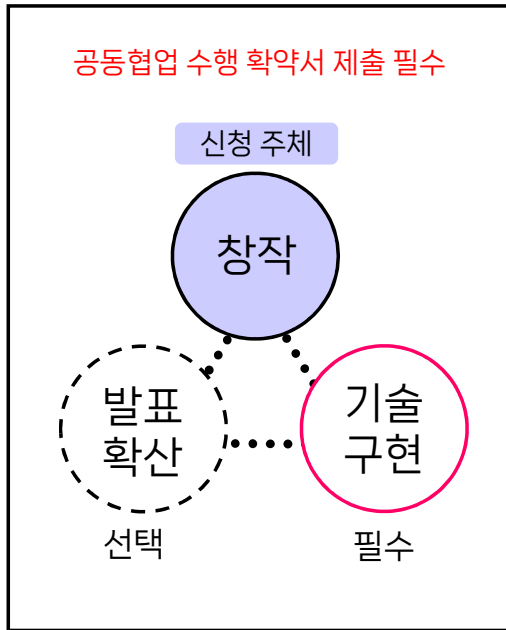 공동협업 수행 확약서 제출 필수
신청 주체
창작
발표
확산
기술
구현
선택
필수